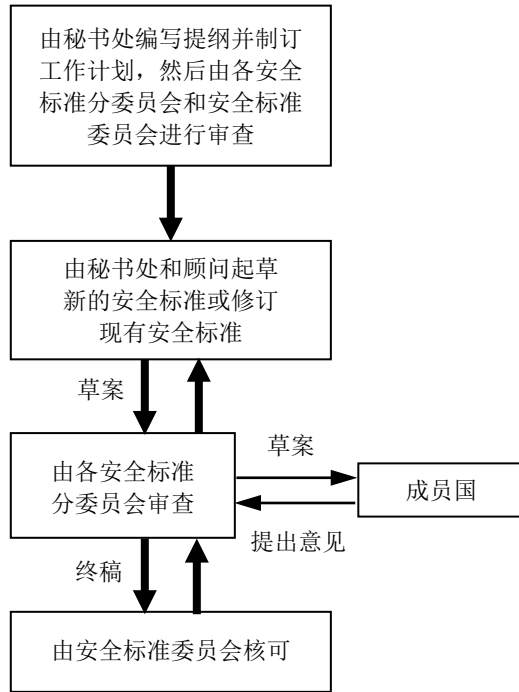 由秘书处编写提纲并制订
工作计划，然后由各安全
标准分委员会和安全标准
委员会进行审查
由秘书处和顾问起草
新的安全标准或修订
现有安全标准
草案
由各安全标准
分委员会审查
草案
成员国
提出意见
终稿
由安全标准委员会核可